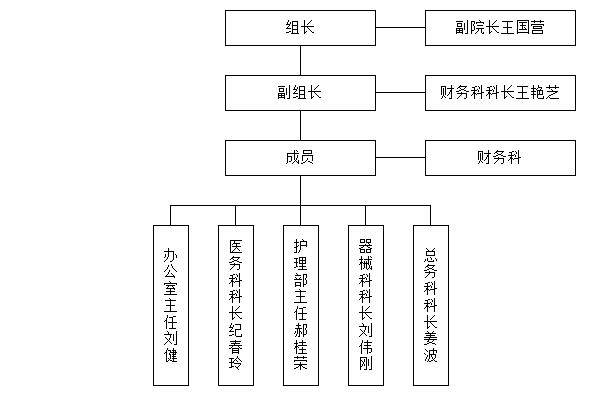 组长
副院长王国营
副组长
财务科科长王艳芝
成员
财务科
办公室主任刘健
医务科科长纪春玲
护理部主任郝桂荣
器械科科长刘伟刚
总务科科长姜波